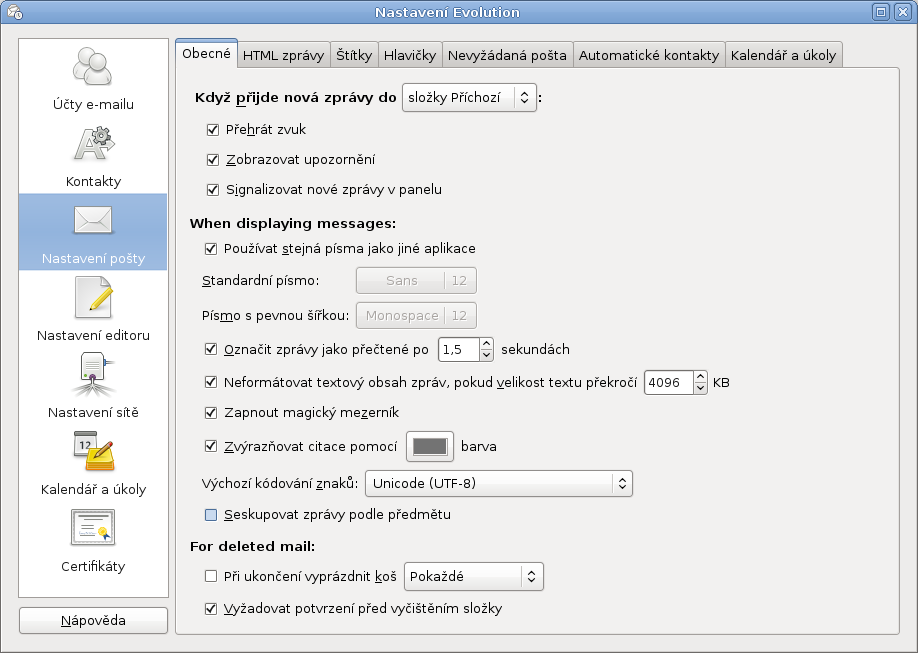 Nastavení Evolution
Účty e-mailu
Kontakty
Nastavení pošty
Nastavení editoru
Nastavení sítě
12
Kalendář a úkoly
Certifikáty
Nápověda
Obecné HTML zprávy Štítky Hlavičky Nevyžádaná pošta Automatické kontakty Kalendář a úkoly
Když přijde nová zprávy do složky Příchozí :
Přehrát zvuk
Zobrazovat upozornění
Signalizovat nové zprávy v panelu
When displaying messages:
Používat stejná písma jako jiné aplikace
Standardní písmo: Sans 12
Písmo s pevnou šířkou: Monospace 12
Označit zprávy jako přečtené po 1,5 sekundách
Neformátovat textový obsah zpráv, pokud velikost textu překročí 4096 KB
Zapnout magický mezerník
Zvýrazňovat citace pomocí barva
Výchozí kódování znaků: Unicode (UTF-8)
Seskupovat zprávy podle předmětu
For deleted mail:
Při ukončení vyprázdnit koš Pokaždé
Vyžadovat potvrzení před vyčištěním složky